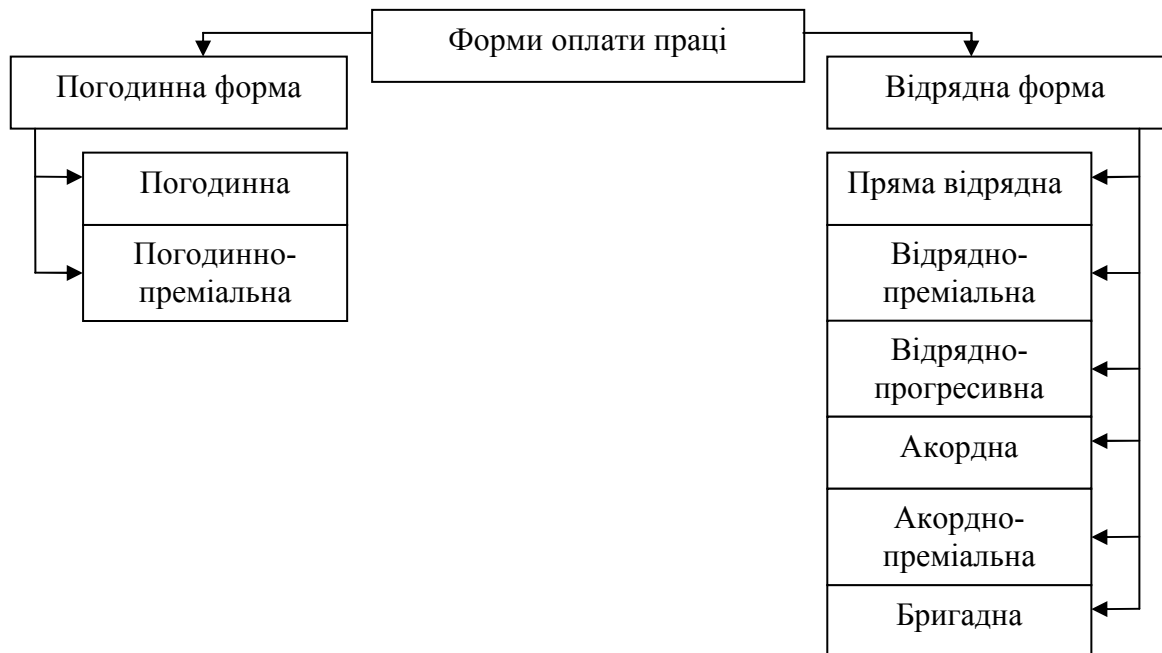 Форми оплати праці
Погодинна форма
Відрядна форма
Погодинна
Погодинно-
преміальна
Пряма відрядна
Відрядно-
преміальна
Відрядно-
прогресивна
Акордна
Акордно-
преміальна
Бригадна